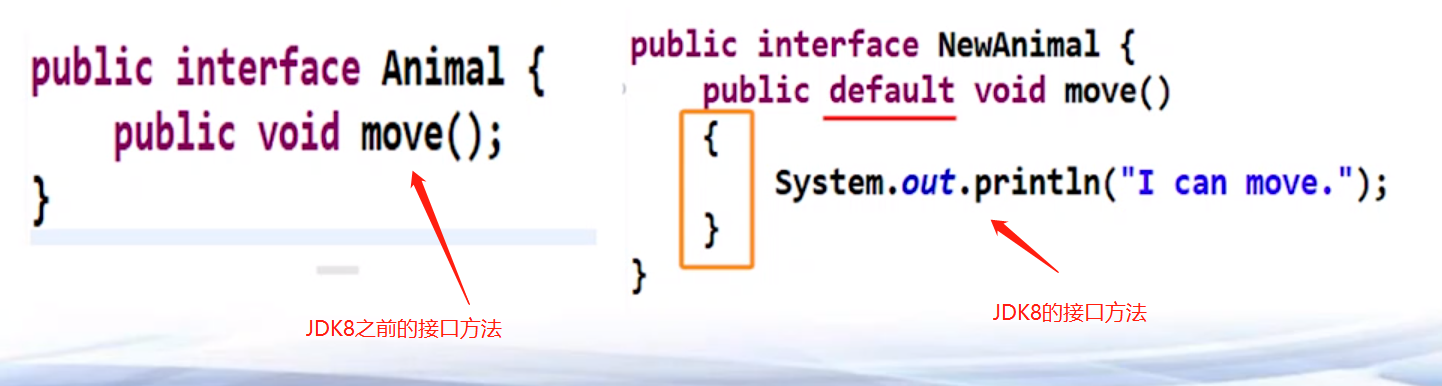 public interface Animal {
public void move();
}
JDK8之前的接口方法
public interface NewAnimal {
public default void move()
{
System.out.println("I can move.");
}
}
JDK8的接口方法